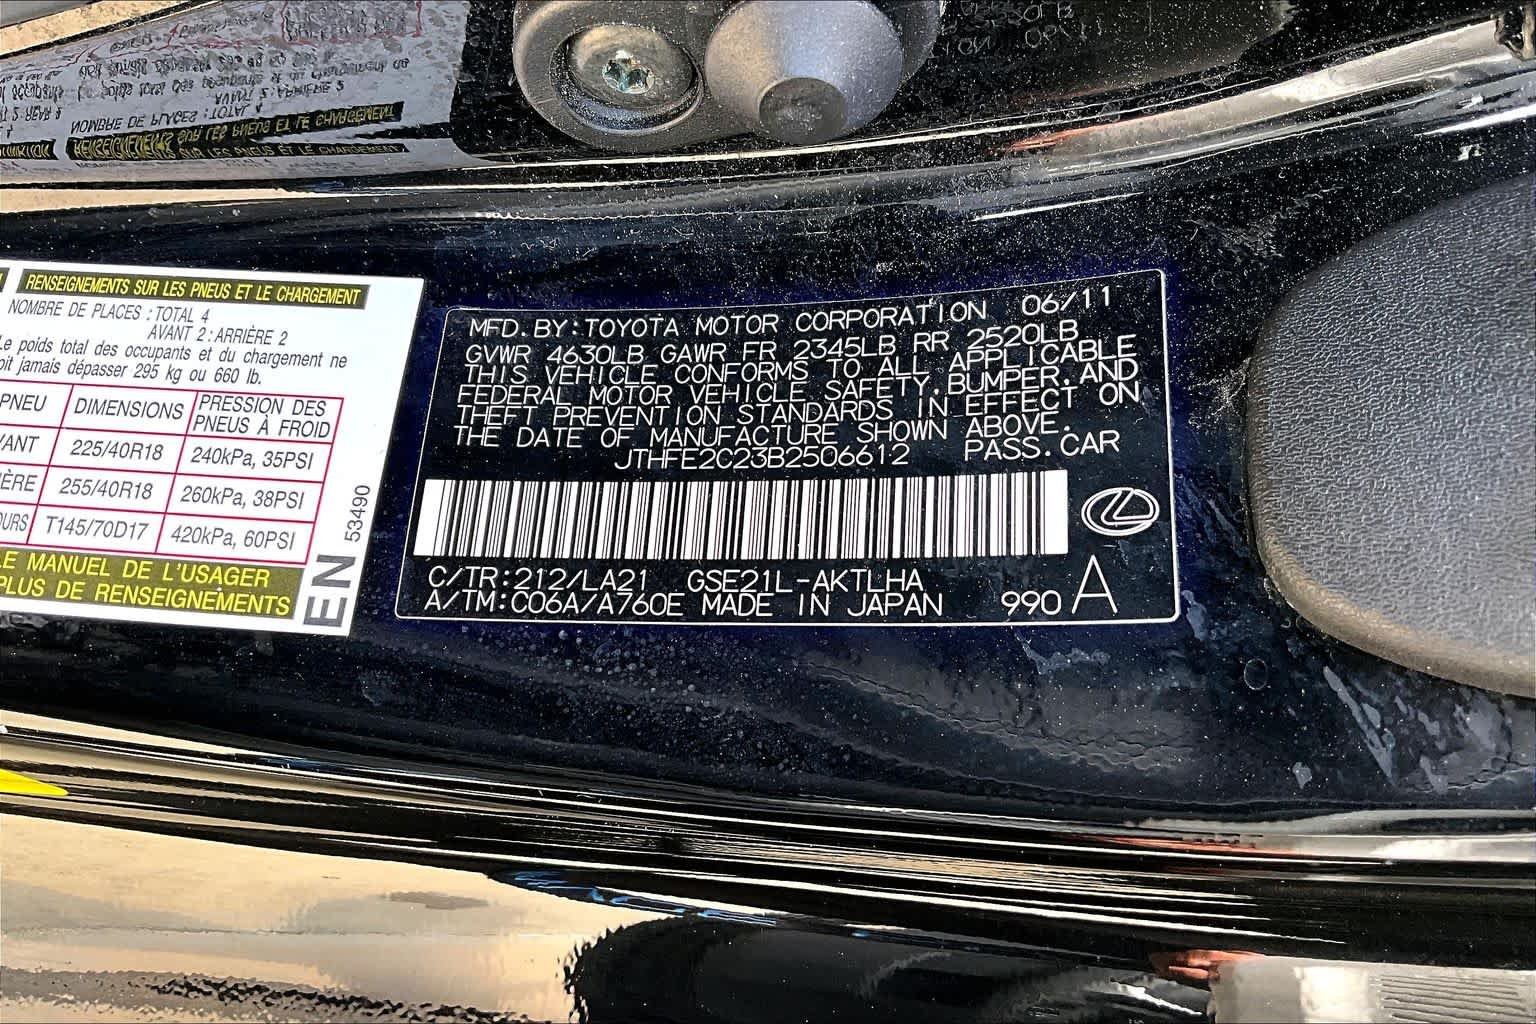 RENSEIGNEMENTS SUR LES PNEUS ET LE CHARGEMENT
NOMBRE DE PLACES : TOTAL 4
AVANT 2 : ARRIÈRE 2
Le poids total des occupants et du chargement ne
oit jamais dépasser 295 kg ou 660 lb.
PNEU DIMENSIONS PRESSION DES PNEUS À FROID
VANT 225/40R18 240kPa, 35PSI
IÈRE 255/40R18 260kPa, 38PSI
OURS T145/70D17 420kPa, 60PSI
LE MANUEL DE L'USAGER
PLUS DE RENSEIGNEMENTS
EN 53490
MFD. BY: TOYOTA MOTOR CORPORATION 06/11
GVWR 4630LB GAWR FR 2345LB RR 2520LB
THIS VEHICLE CONFORMS TO ALL APPLICABLE
FEDERAL MOTOR VEHICLE SAFETY, BUMPER, AND
THEFT PREVENTION STANDARDS IN EFFECT ON
THE DATE OF MANUFACTURE SHOWN ABOVE.
JTHFE2C23B2506612 PASS. CAR
C/TR: 212/LA21 GSE21L-AKTLHA
A/TM: C06A/A760E MADE IN JAPAN 990 A